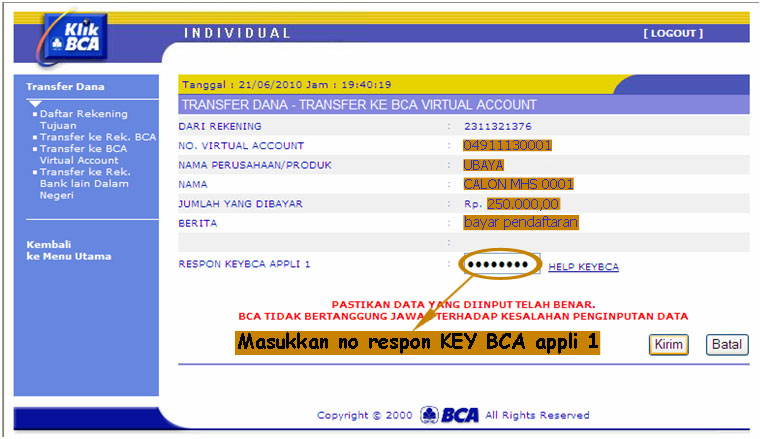 Klik
BCA
INDIVIDUAL
[ LOGOUT ]
Transfer Dana
Daftar Rekening
Tujuan
Transfer ke Rek. BCA
Transfer ke BCA
Virtual Account
Transfer ke Rek.
Bank lain Dalam
Negeri
Kembali
ke Menu Utama
Tanggal : 21/06/2010 Jam : 19:40:19
TRANSFER DANA - TRANSFER KE BCA VIRTUAL ACCOUNT
DARI REKENING : 2311321376
NO. VIRTUAL ACCOUNT : 04911130001
NAMA PERUSAHAAN/PRODUK : UBAYA
NAMA : CALON MHS 0001
JUMLAH YANG DIBAYAR : Rp. 250.000,00
BERITA : bayar pendaftaran
:
RESPON KEYBCA APPLI 1 : ●●●●●●●● HELP KEYBCA
PASTIKAN DATA YANG DIINPUT TELAH BENAR.
BCA TIDAK BERTANGGUNG JAWAB TERHADAP KESALAHAN PENGINPUTAN DATA
Masukkan no respon KEY BCA appli 1
Kirim
Batal
Copyright © 2000 BCA All Rights Reserved